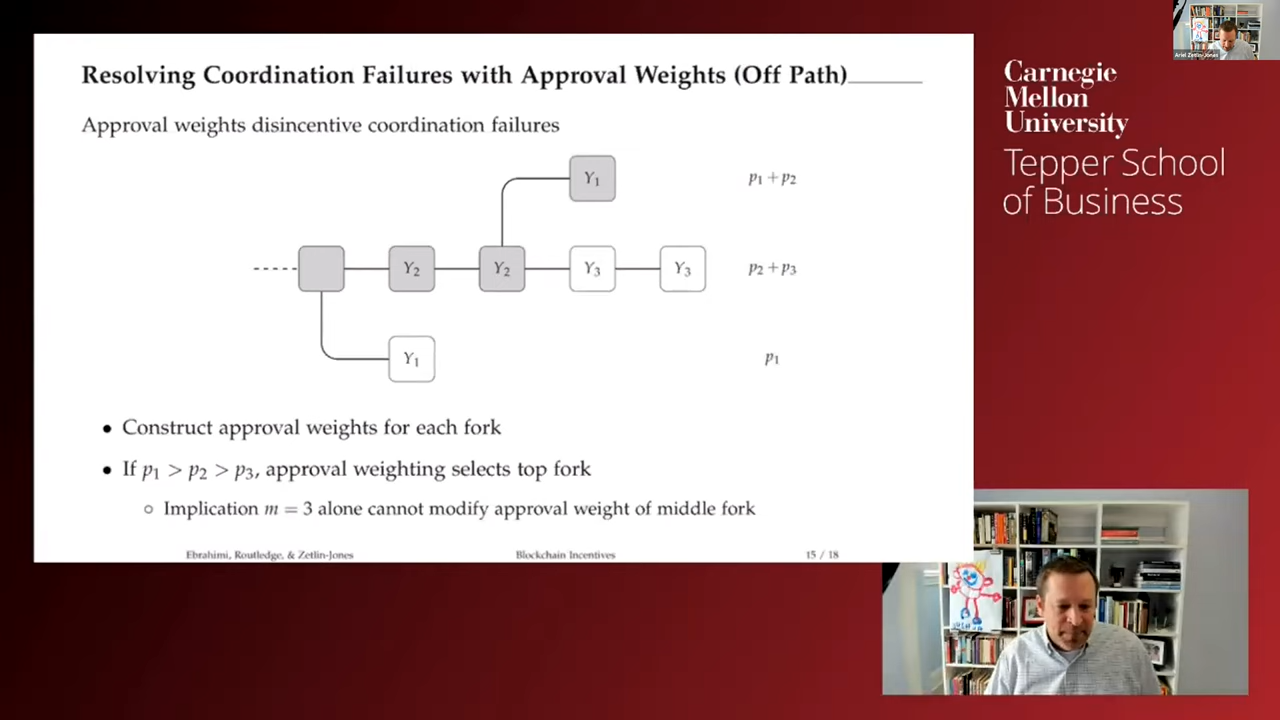 Resolving Coordination Failures with Approval Weights (Off Path)
Approval weights disincentive coordination failures
Y1
p1 + p2
Y2
Y2
Y3
Y3
p2 + p3
Y1
p1
• Construct approval weights for each fork
• If p1 > p2 > p3, approval weighting selects top fork
○ Implication m = 3 alone cannot modify approval weight of middle fork
Ebrahimi, Routledge, & Zetlin-Jones
Blockchain Incentives
15 / 18
Ariel Zetlin-Jones
Carnegie
Mellon
University
Tepper School
of Business